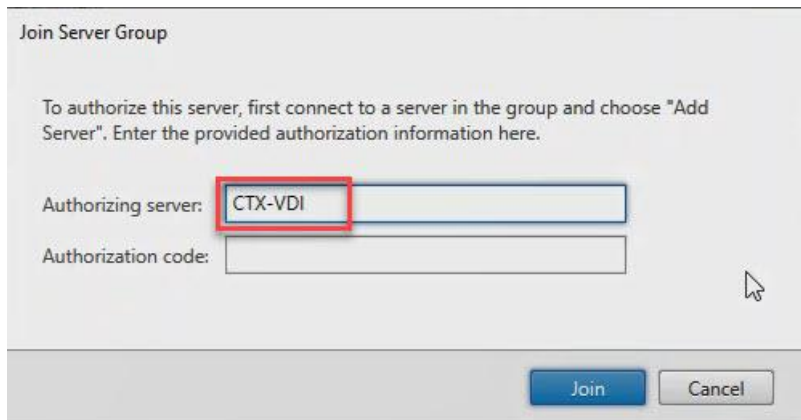 Join Server Group
To authorize this server, first connect to a server in the group and choose "Add
Server". Enter the provided authorization information here.
Authorizing server: CTX-VDI
Authorization code:
Join Cancel